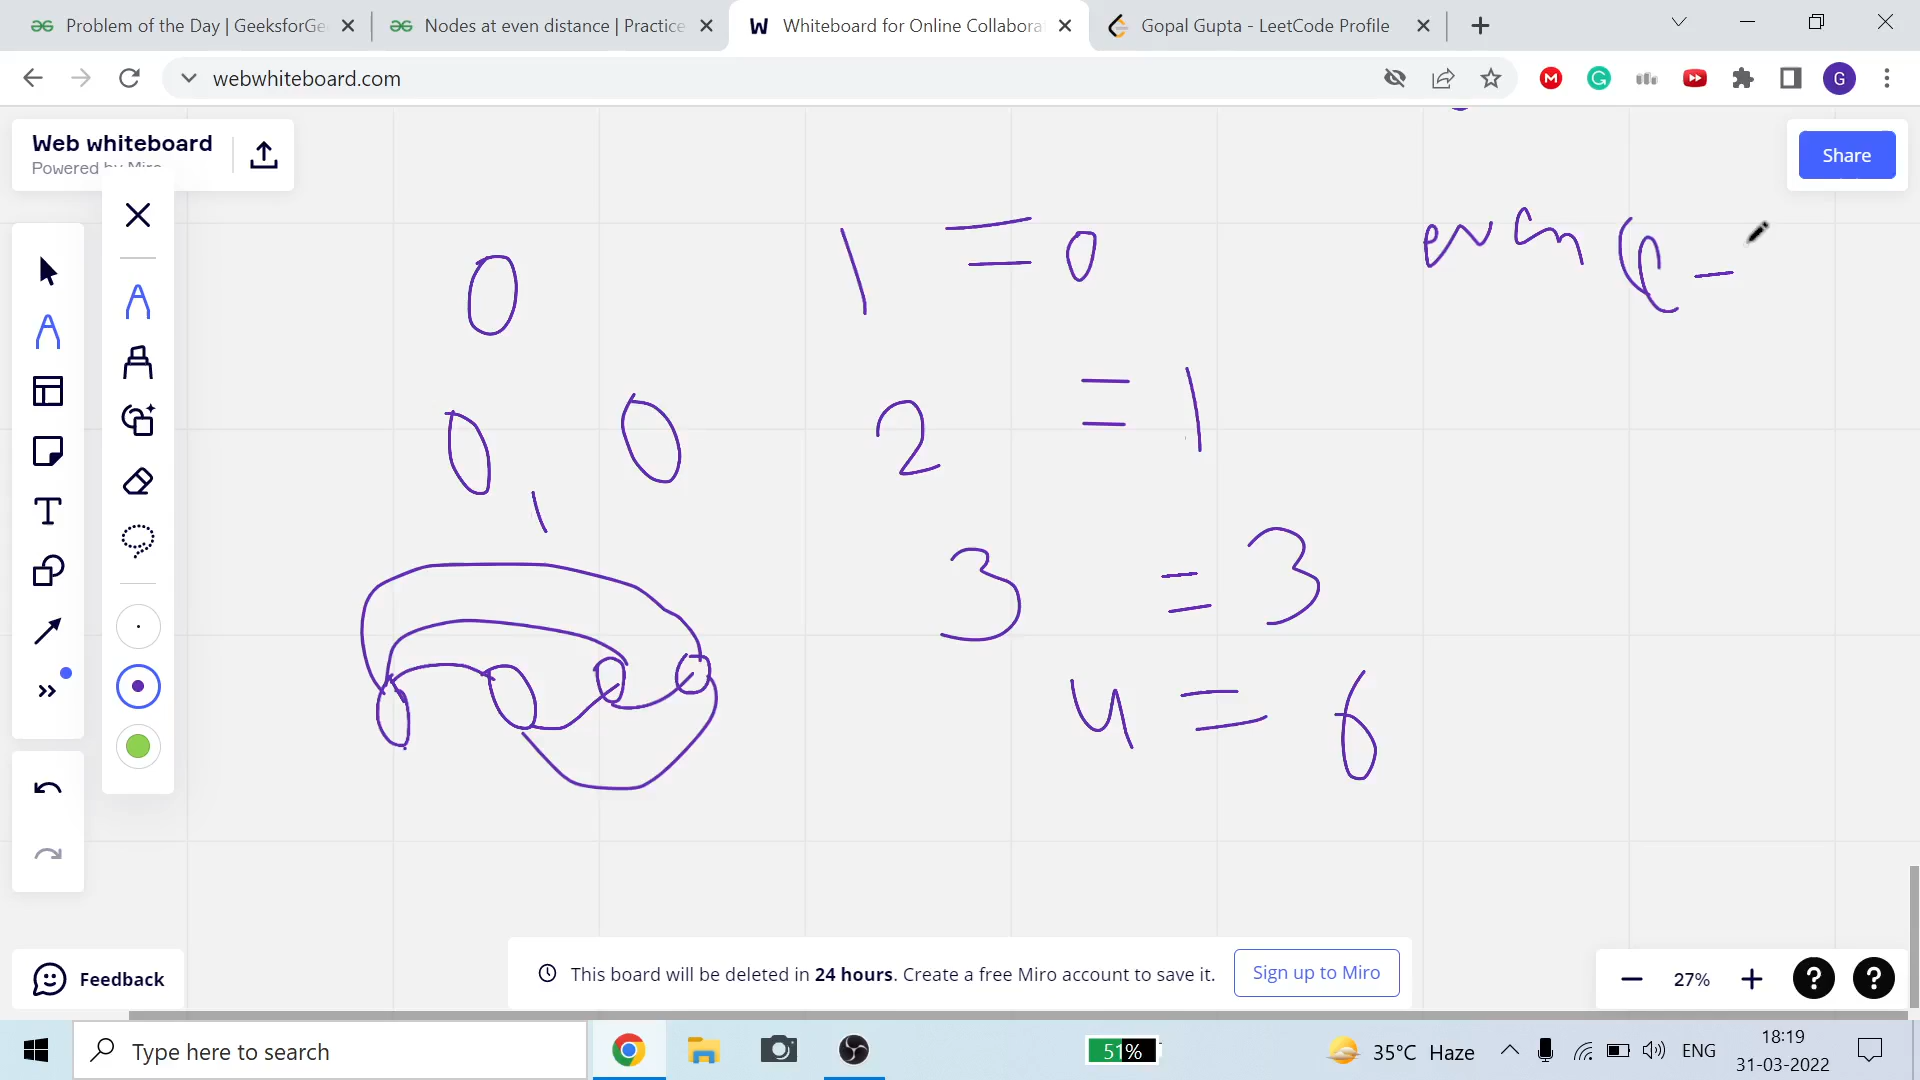 Problem of the Day | GeeksforGe
Nodes at even distance | Practice
W Whiteboard for Online Collabora
Gopal Gupta - LeetCode Profile
webwhiteboard.com
M
G
G
Web whiteboard
Powered by Miro
Share
0 1 = 0
even (e -
0, 0 2 = 1
3 = 3
4 = 6
T
Feedback
This board will be deleted in 24 hours. Create a free Miro account to save it.
Sign up to Miro
27%
?
?
Type here to search
51%
35°C Haze
ENG
18:19
31-03-2022